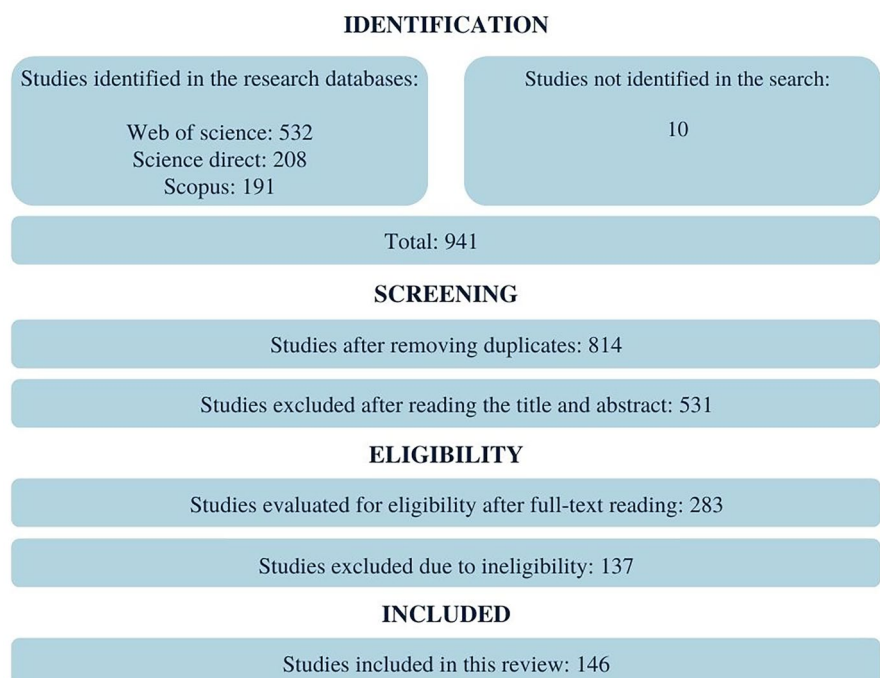 IDENTIFICATION
Studies identified in the research databases:
Web of science: 532
Science direct: 208
Scopus: 191
Studies not identified in the search:
10
Total: 941
SCREENING
Studies after removing duplicates: 814
Studies excluded after reading the title and abstract: 531
ELIGIBILITY
Studies evaluated for eligibility after full-text reading: 283
Studies excluded due to ineligibility: 137
INCLUDED
Studies included in this review: 146